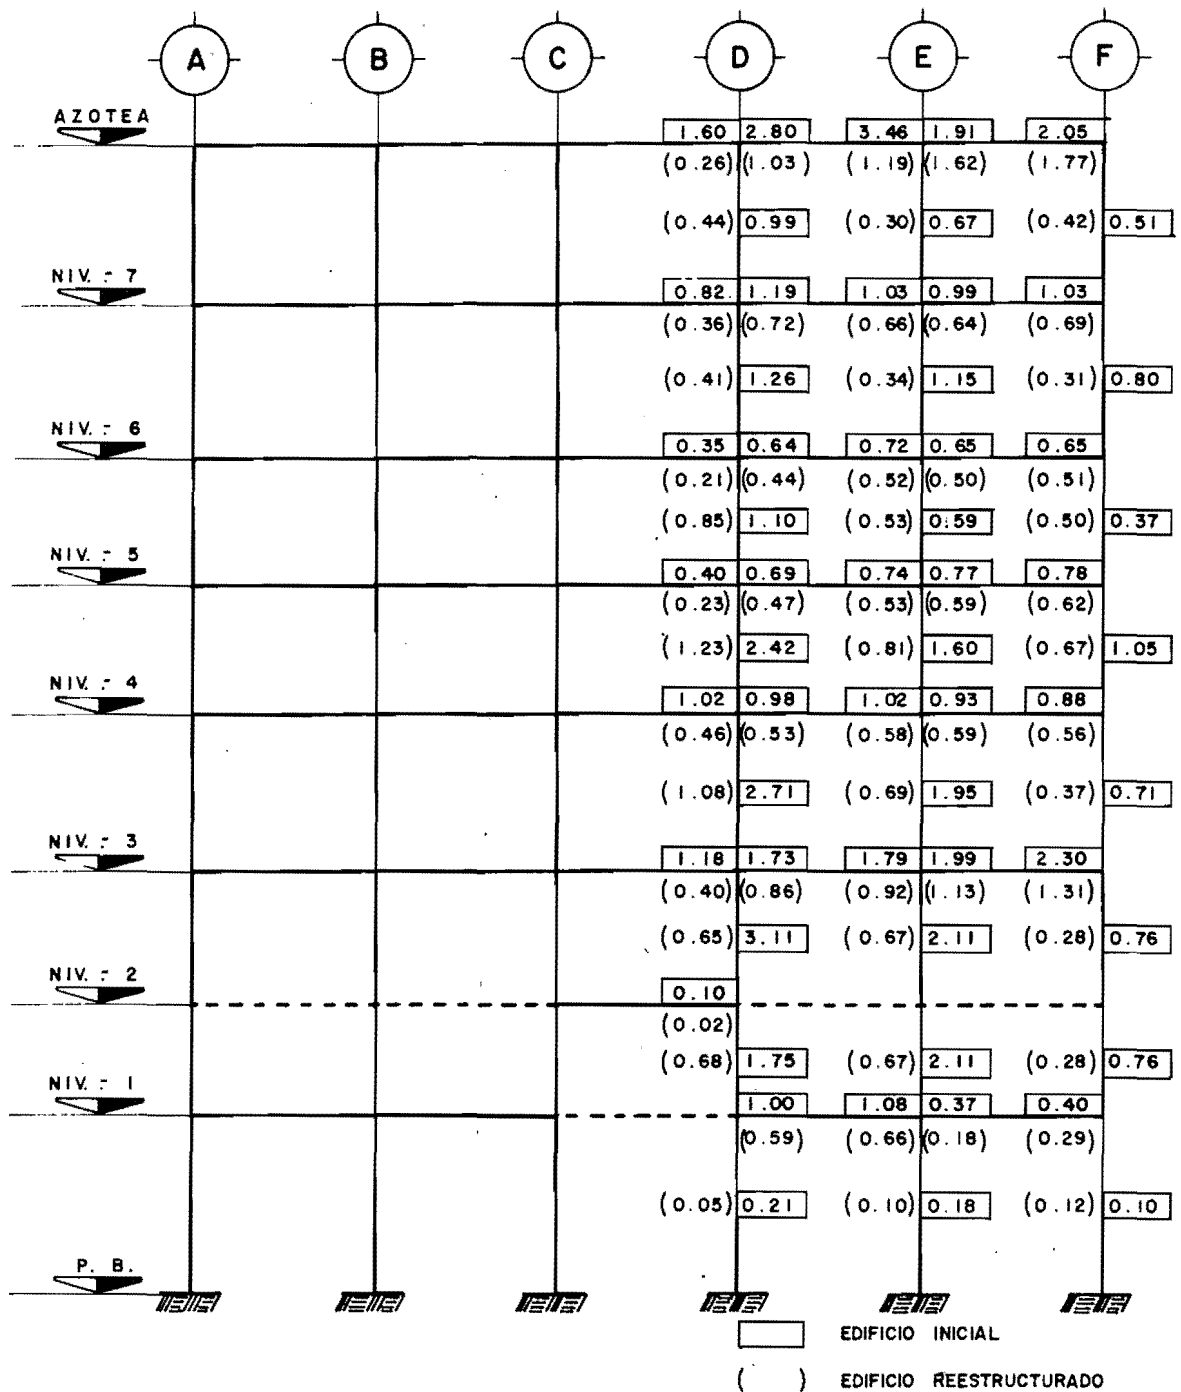 A B C D E F
AZOTEA
1.60 2.80 3.46 1.91 2.05
(0.26) (1.03) (1.19) (1.62) (1.77)
(0.44) 0.99 (0.30) 0.67 (0.42) 0.51
NIV. - 7
0.82 1.19 1.03 0.99 1.03
(0.36) (0.72) (0.66) (0.64) (0.69)
(0.41) 1.26 (0.34) 1.15 (0.31) 0.80
NIV. - 6
0.35 0.64 0.72 0.65 0.65
(0.21) (0.44) (0.52) (0.50) (0.51)
(0.85) 1.10 (0.53) 0.59 (0.50) 0.37
NIV. - 5
0.40 0.69 0.74 0.77 0.78
(0.23) (0.47) (0.53) (0.59) (0.62)
(1.23) 2.42 (0.81) 1.60 (0.67) 1.05
NIV. - 4
1.02 0.98 1.02 0.93 0.88
(0.46) (0.53) (0.58) (0.59) (0.56)
(1.08) 2.71 (0.69) 1.95 (0.37) 0.71
NIV. - 3
1.18 1.73 1.79 1.99 2.30
(0.40) (0.86) (0.92) (1.13) (1.31)
(0.65) 3.11 (0.67) 2.11 (0.28) 0.76
NIV. - 2
0.10
(0.02)
(0.68) 1.75 (0.67) 2.11 (0.28) 0.76
NIV. - 1
1.00 1.08 0.37 0.40
(0.59) (0.66) (0.18) (0.29)
(0.05) 0.21 (0.10) 0.18 (0.12) 0.10
P. B.
EDIFICIO INICIAL
( ) EDIFICIO REESTRUCTURADO